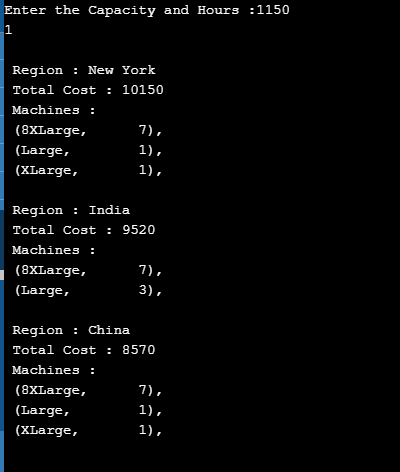 Enter the Capacity and Hours :1150
1
Region : New York
Total Cost : 10150
Machines :
(8XLarge, 7),
(Large, 1),
(XLarge, 1),
Region : India
Total Cost : 9520
Machines :
(8XLarge, 7),
(Large, 3),
Region : China
Total Cost : 8570
Machines :
(8XLarge, 7),
(Large, 1),
(XLarge, 1),